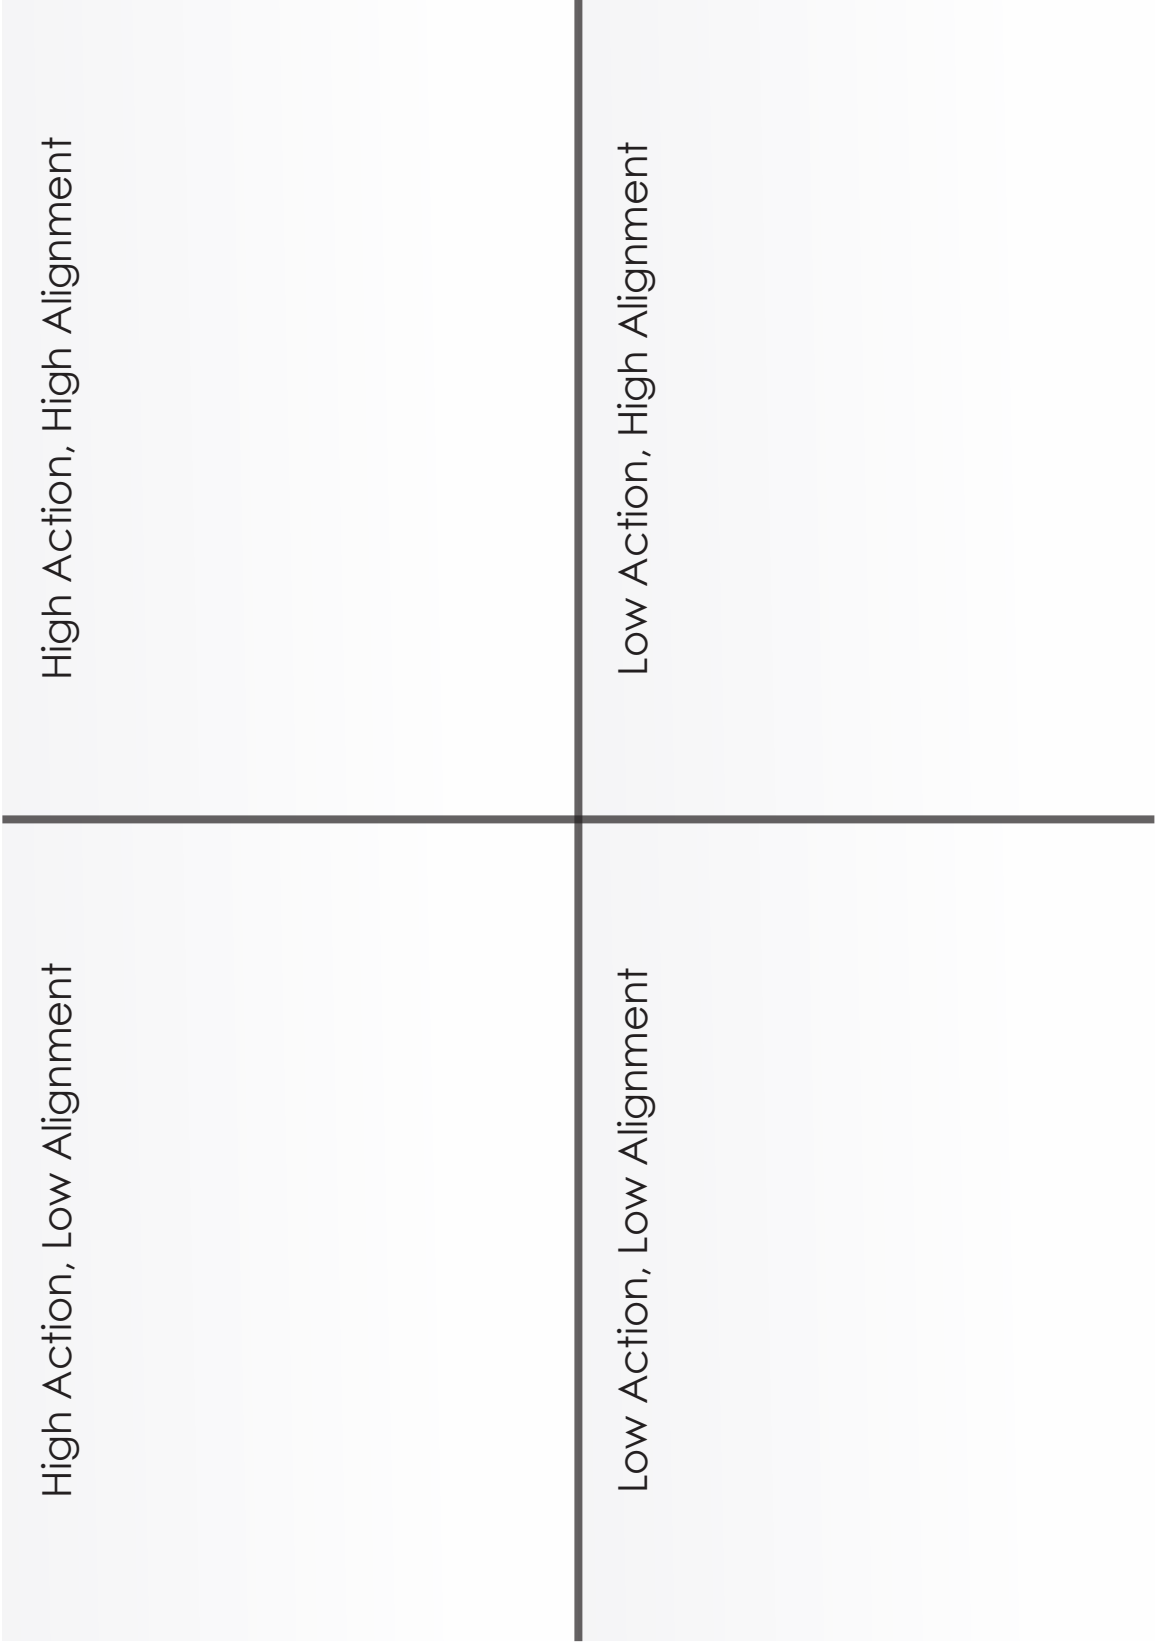 High Action, Low Alignment
High Action, High Alignment
Low Action, Low Alignment
Low Action, High Alignment